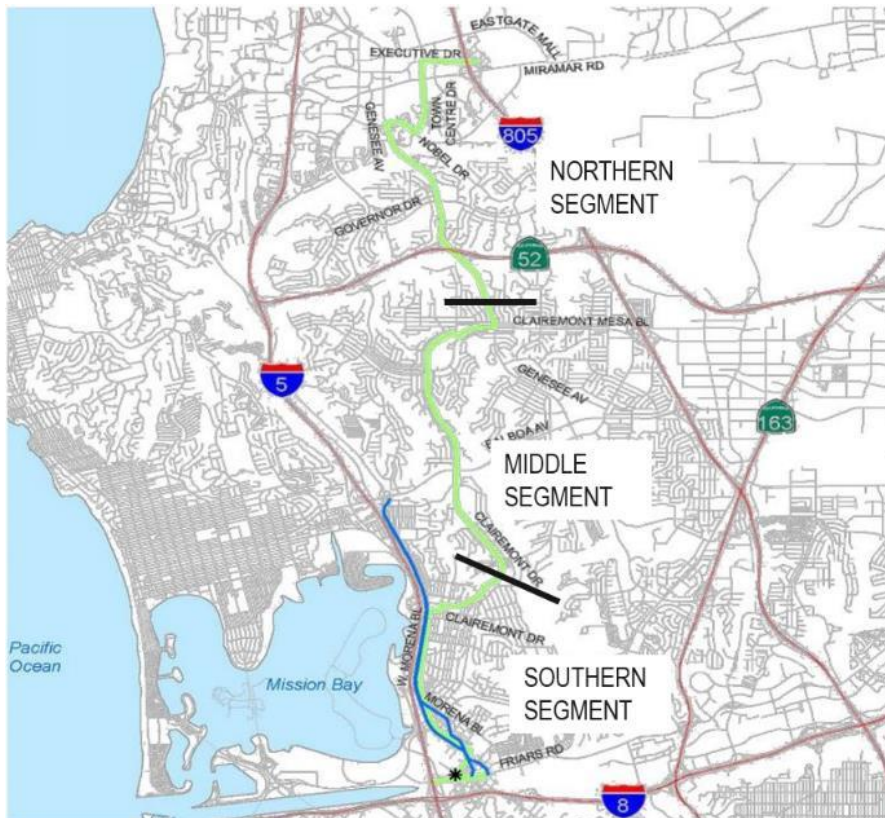 EASTGATE MALL
EXECUTIVE DR
MIRAMAR RD
TOWN
CENTRE DR
GENESEE AV
805
NOBEL DR
NORTHERN
SEGMENT
GOVERNOR DR
52
CLAIREMONT MESA BL
5
GENESEE AV
163
BALBOA AV
MIDDLE
SEGMENT
CLAIREMONT DR
CLAIREMONT DR
W. MORENA BL
Pacific
Ocean
Mission Bay
SOUTHERN
SEGMENT
MORENA BL
FRIARS RD
8